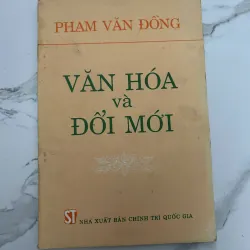 PHẠM VĂN ĐỒNG
VĂN HÓA
và
ĐỔI MỚI
ST NHÀ XUẤT BẢN CHÍNH TRỊ QUỐC GIA